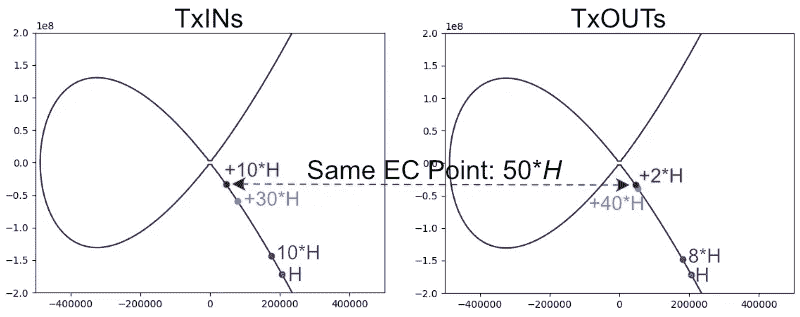 TxINs
TxOUTs
1e8
1e8
2.0
1.5
1.0
0.5
0.0
−0.5
−1.0
−1.5
−2.0
−400000
−200000
0
200000
400000
+10*H
+30*H
10*H
H
Same EC Point: 50*H
2.0
1.5
1.0
0.5
0.0
−0.5
−1.0
−1.5
−2.0
−400000
−200000
0
200000
400000
+2*H
+40*H
8*H
H